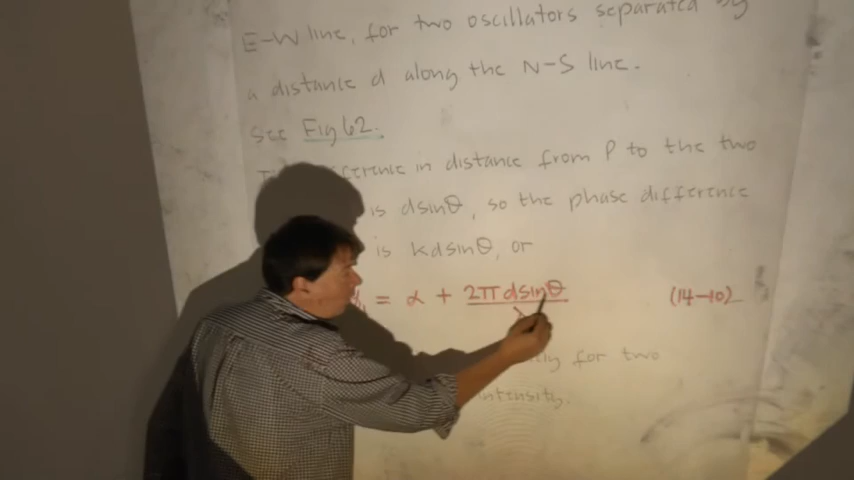 E-W line, for two oscillators separated by
a distance d along the N-S line.
See Fig 62.
in distance from P to the two
is dsinθ, so the phase difference
is kdsinθ, or
= α + 2πdsinθ (14-10)
for two
intensity.